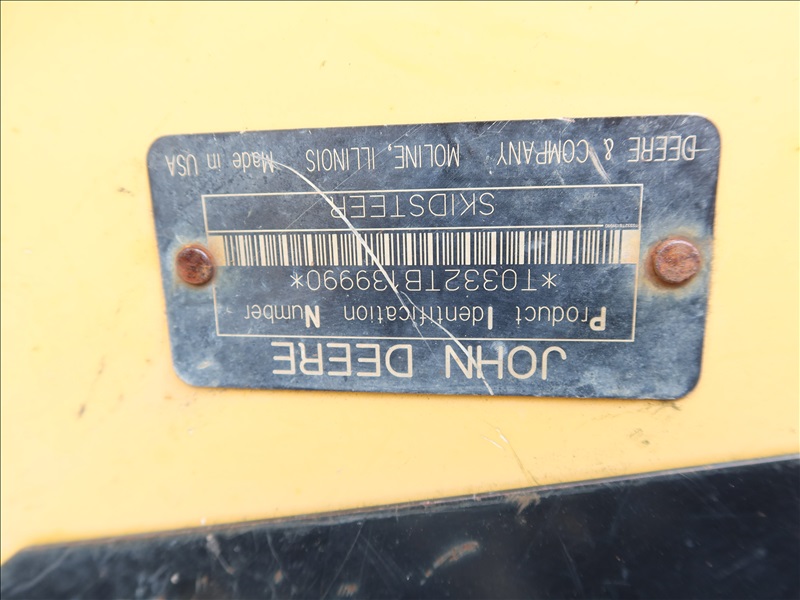 JOHN DEERE
Product Identification Number
*T0332TB139990*
SKIDSTEER
DEERE & COMPANY MOLINE, ILLINOIS Made in USA